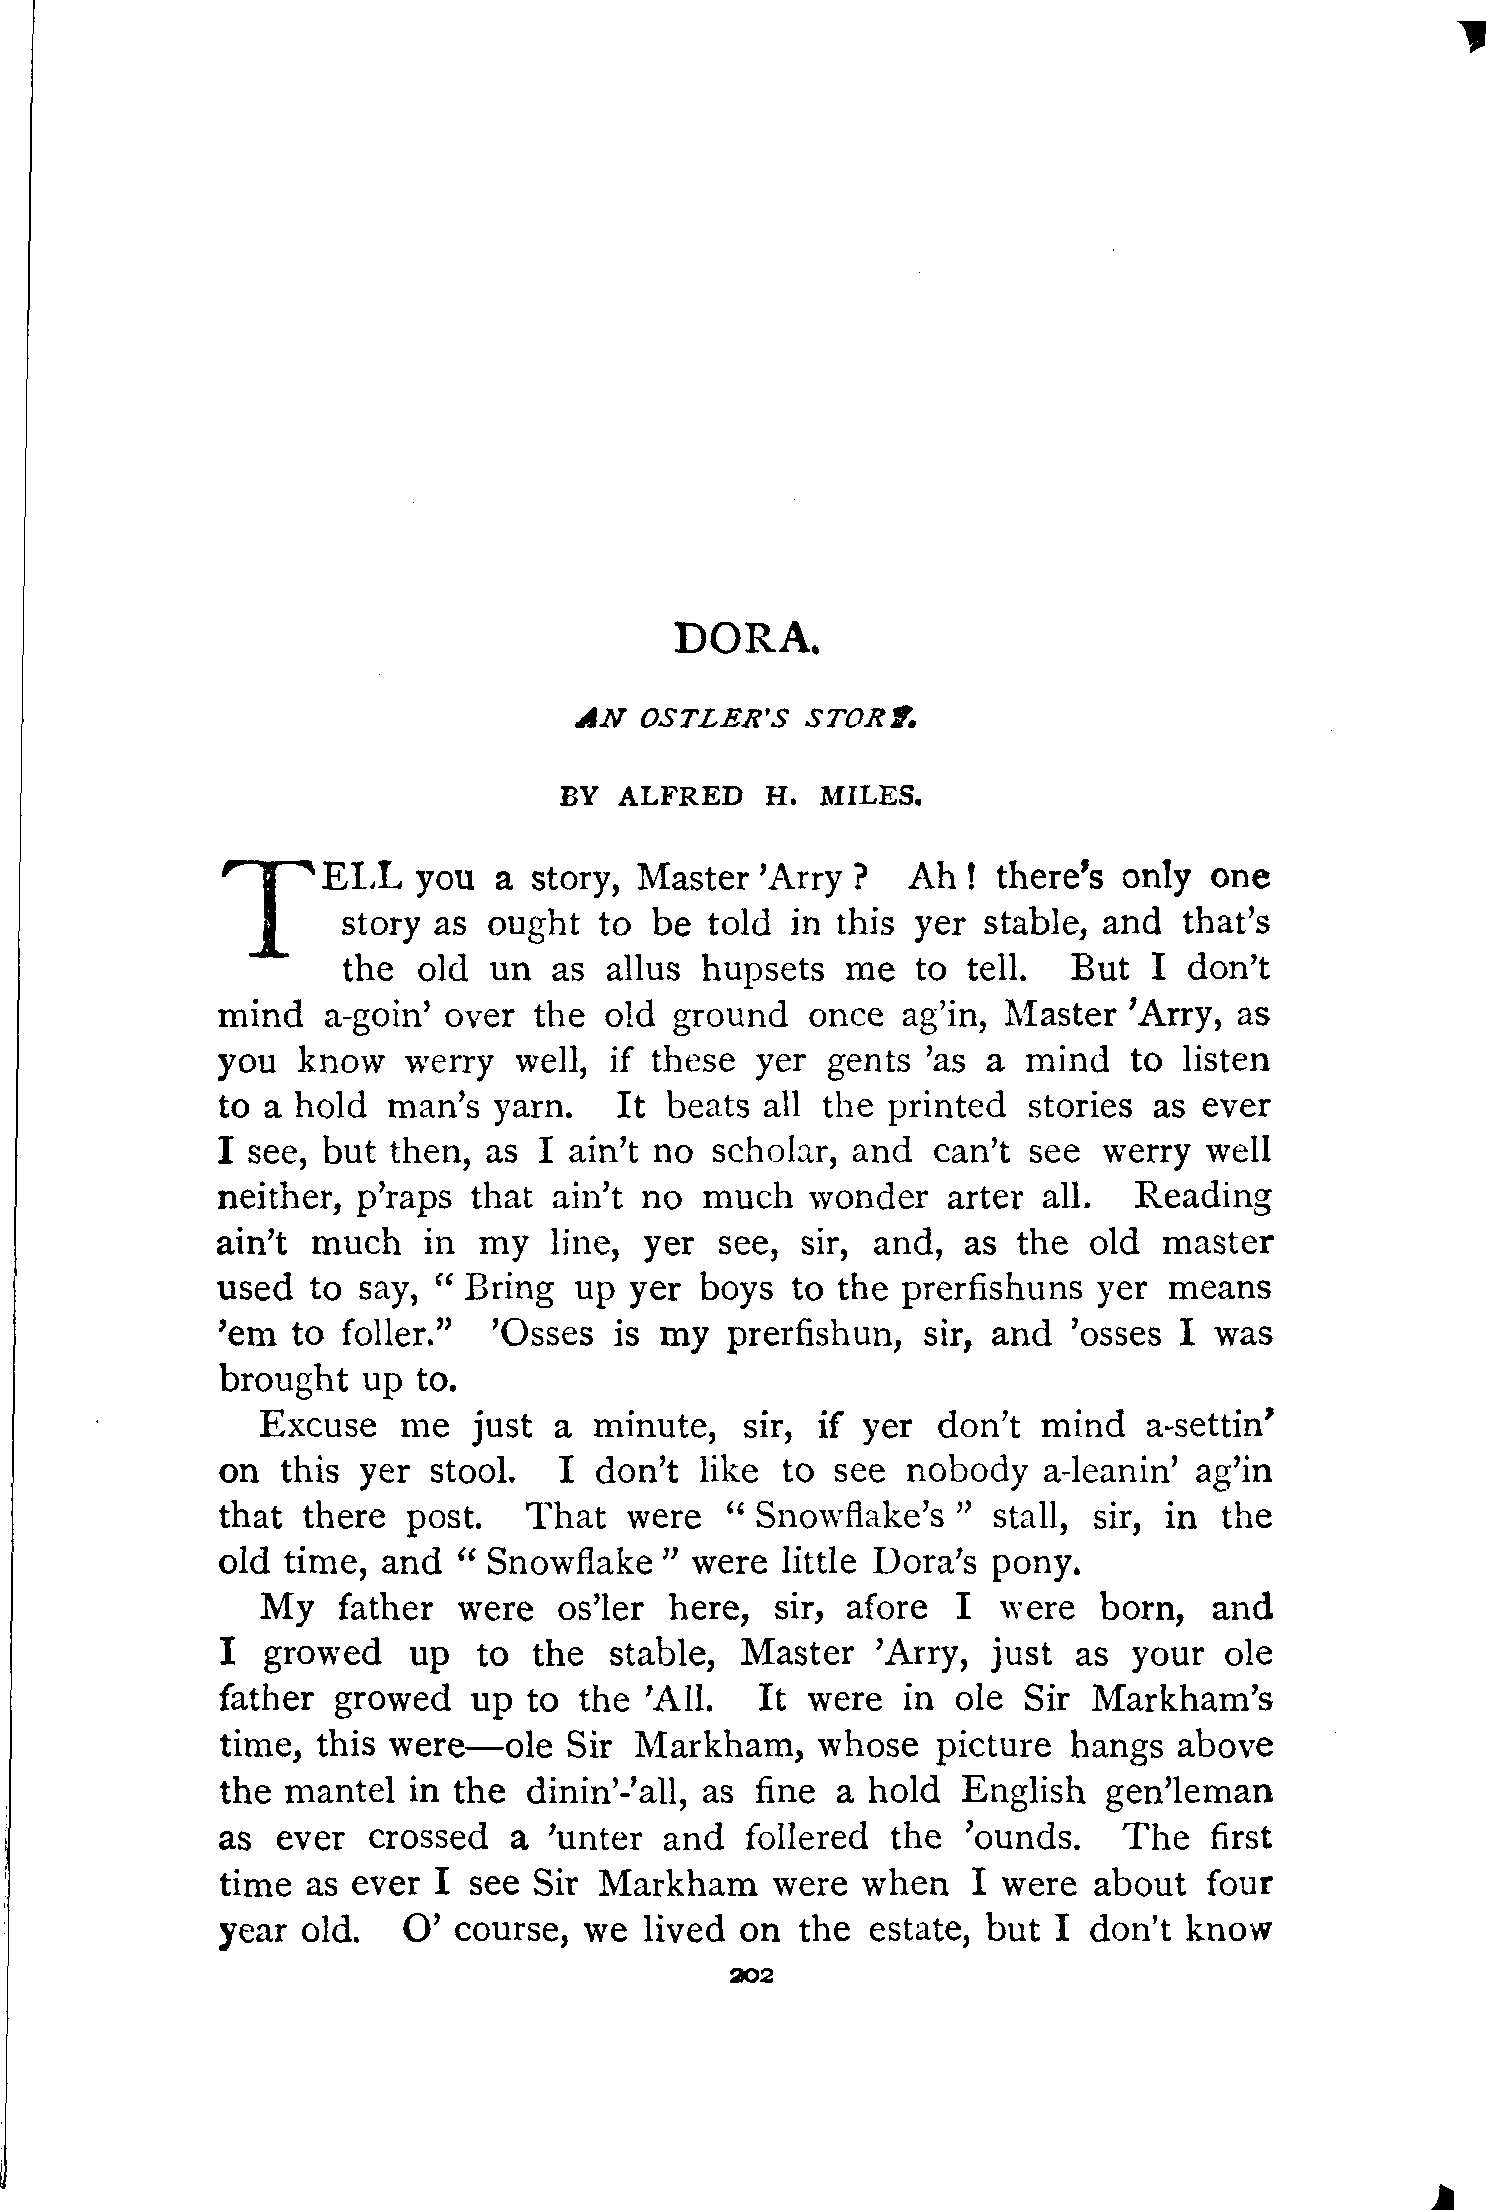 DORA.
AN OSTLER'S STORY.
BY ALFRED H. MILES.
TELL you a story, Master 'Arry? Ah! there's only one
story as ought to be told in this yer stable, and that's
the old un as allus hupsets me to tell. But I don't
mind a-goin' over the old ground once ag'in, Master 'Arry, as
you know werry well, if these yer gents 'as a mind to listen
to a hold man's yarn. It beats all the printed stories as ever
I see, but then, as I ain't no scholar, and can't see werry well
neither, p'raps that ain't no much wonder arter all. Reading
ain't much in my line, yer see, sir, and, as the old master
used to say, "Bring up yer boys to the prerfishuns yer means
'em to foller." 'Osses is my prerfishun, sir, and 'osses I was
brought up to.
Excuse me just a minute, sir, if yer don't mind a-settin'
on this yer stool. I don't like to see nobody a-leanin' ag'in
that there post. That were "Snowflake's" stall, sir, in the
old time, and "Snowflake" were little Dora's pony.
My father were os'ler here, sir, afore I were born, and
I growed up to the stable, Master 'Arry, just as your ole
father growed up to the 'All. It were in ole Sir Markham's
time, this were—ole Sir Markham, whose picture hangs above
the mantel in the dinin'-'all, as fine a hold English gen'leman
as ever crossed a 'unter and follered the 'ounds. The first
time as ever I see Sir Markham were when I were about four
year old. O' course, we lived on the estate, but I don't know
202